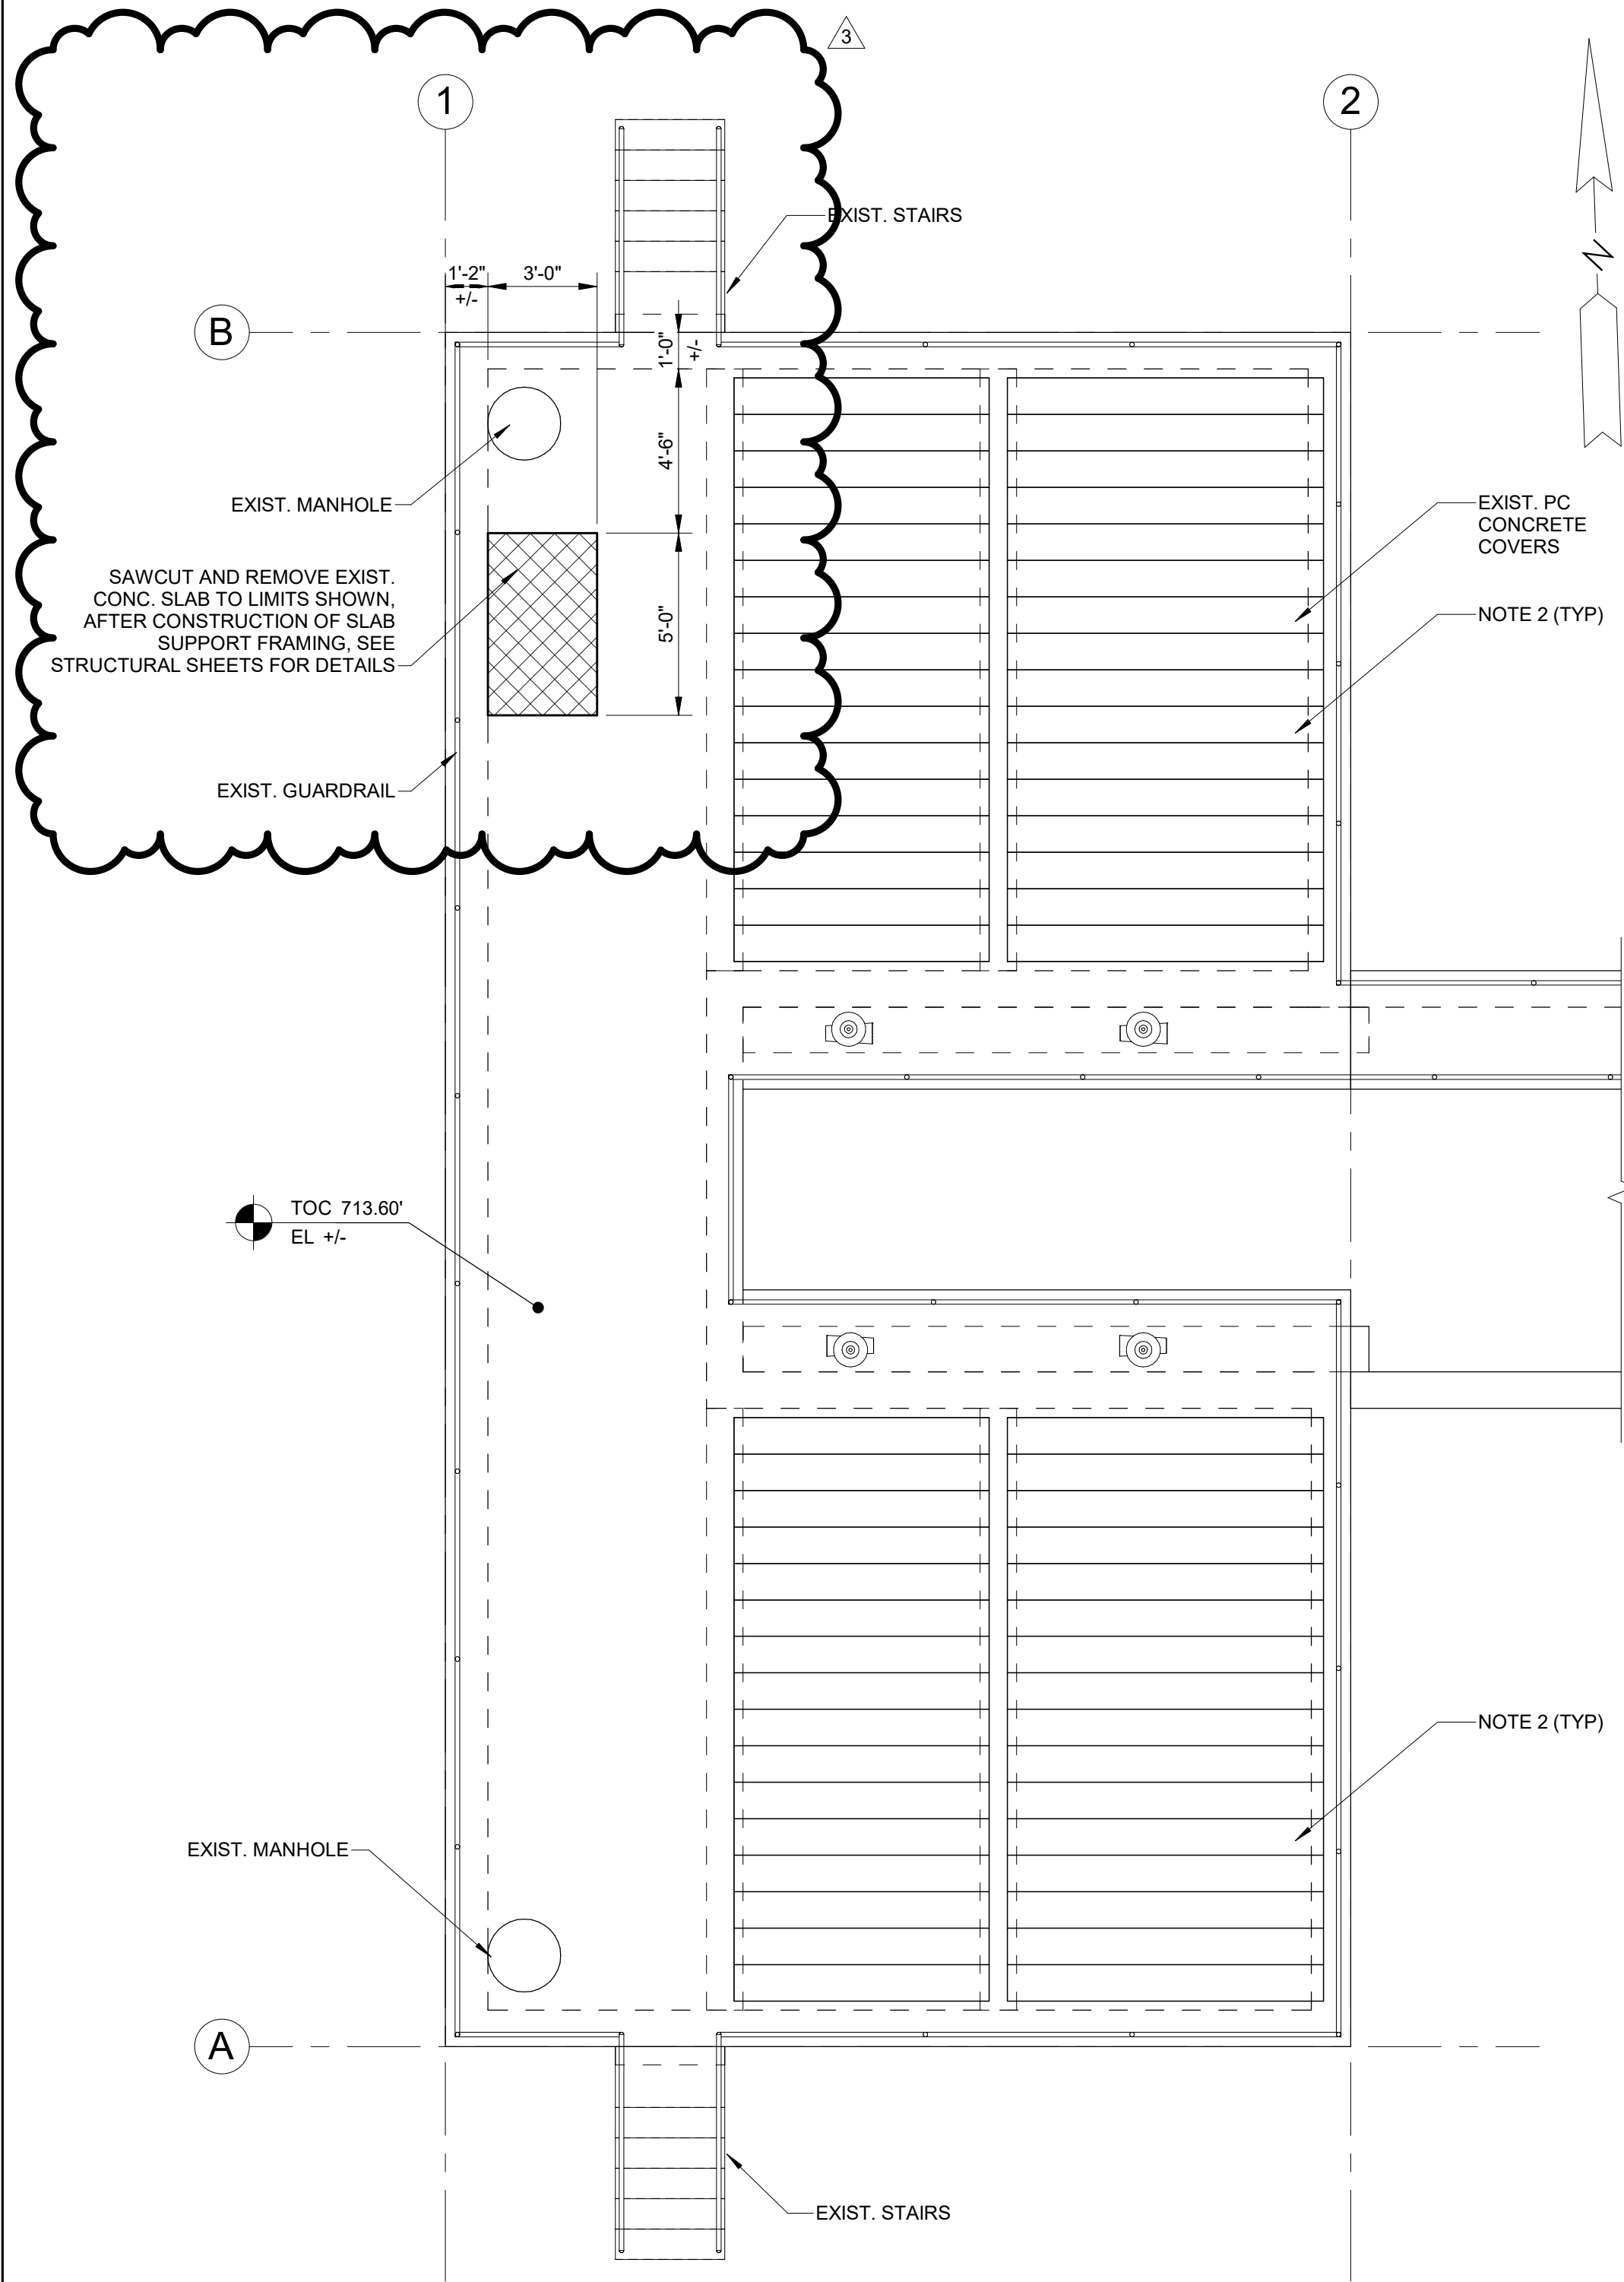 3
1
2
EXIST. STAIRS
1'-2"
+/-
3'-0"
N
B
1'-0"
+/-
4'-6"
EXIST. MANHOLE
EXIST. PC
CONCRETE
COVERS
SAWCUT AND REMOVE EXIST.
CONC. SLAB TO LIMITS SHOWN,
AFTER CONSTRUCTION OF SLAB
SUPPORT FRAMING, SEE
STRUCTURAL SHEETS FOR DETAILS
5'-0"
NOTE 2 (TYP)
EXIST. GUARDRAIL
TOC 713.60'
EL +/-
NOTE 2 (TYP)
EXIST. MANHOLE
A
EXIST. STAIRS